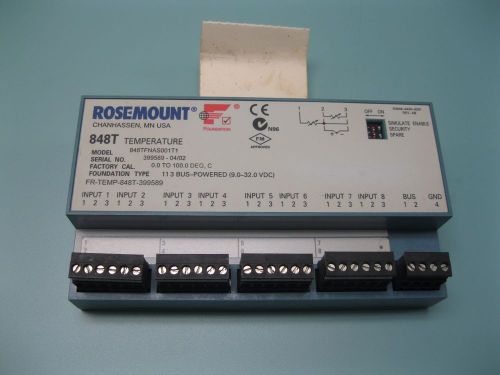 ROSEMOUNT®
CHANHASSEN, MN USA
FOUNDATION
CE
N96
FM
APPROVED
1 2 3
OFF ON
SIMULATE ENABLE
SECURITY
SPARE
848T TEMPERATURE
MODEL 848TFNAS001T1
SERIAL NO. 399589 - 04/02
FACTORY CAL. 0.0 TO 100.0 DEG, C
FOUNDATION TYPE 113 BUS-POWERED (9.0-32.0 VDC)
FR-TEMP-848T-399589
INPUT 1 INPUT 2 INPUT 3 INPUT 4 INPUT 5 INPUT 6 INPUT 7 INPUT 8 BUS GND
1 2 3 1 2 3 1 2 3 1 2 3 1 2 3 1 2 3 1 2 3 1 2 3 1 2 4